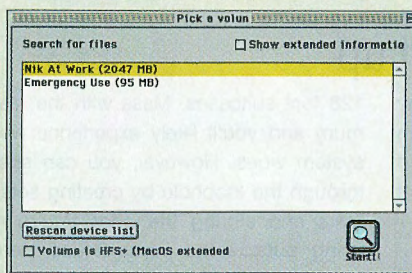 Pick a volun
Search for files
Show extended informatio
Nik At Work (2047 MB)
Emergency Use (95 MB)
Rescan device list
Volume is HFS+ (MacOS extended
Start!